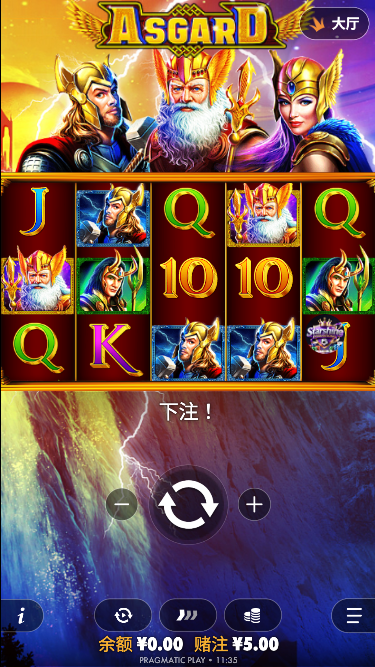 ASGARD
大厅
J Q Q
10 10
Q K Starshine J
下注！
− +
i
余额 ¥0.00 赌注 ¥5.00
PRAGMATIC PLAY • 11:35